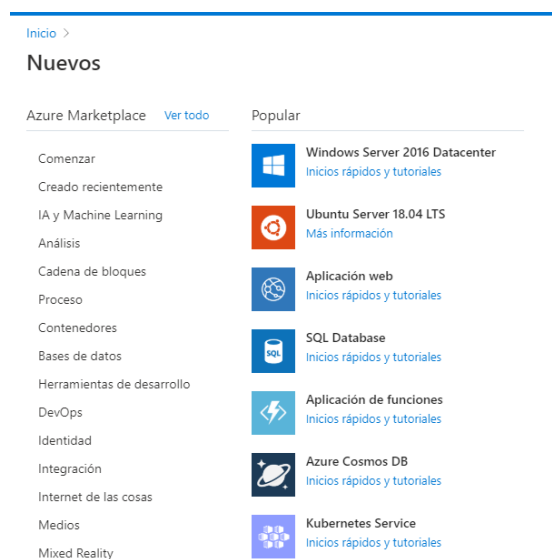 Inicio >
Nuevos
Azure Marketplace Ver todo
Comenzar
Creado recientemente
IA y Machine Learning
Análisis
Cadena de bloques
Proceso
Contenedores
Bases de datos
Herramientas de desarrollo
DevOps
Identidad
Integración
Internet de las cosas
Medios
Mixed Reality
Popular
Windows Server 2016 Datacenter
Inicios rápidos y tutoriales
Ubuntu Server 18.04 LTS
Más información
Aplicación web
Inicios rápidos y tutoriales
SQL
SQL Database
Inicios rápidos y tutoriales
Aplicación de funciones
Inicios rápidos y tutoriales
Azure Cosmos DB
Inicios rápidos y tutoriales
Kubernetes Service
Inicios rápidos y tutoriales